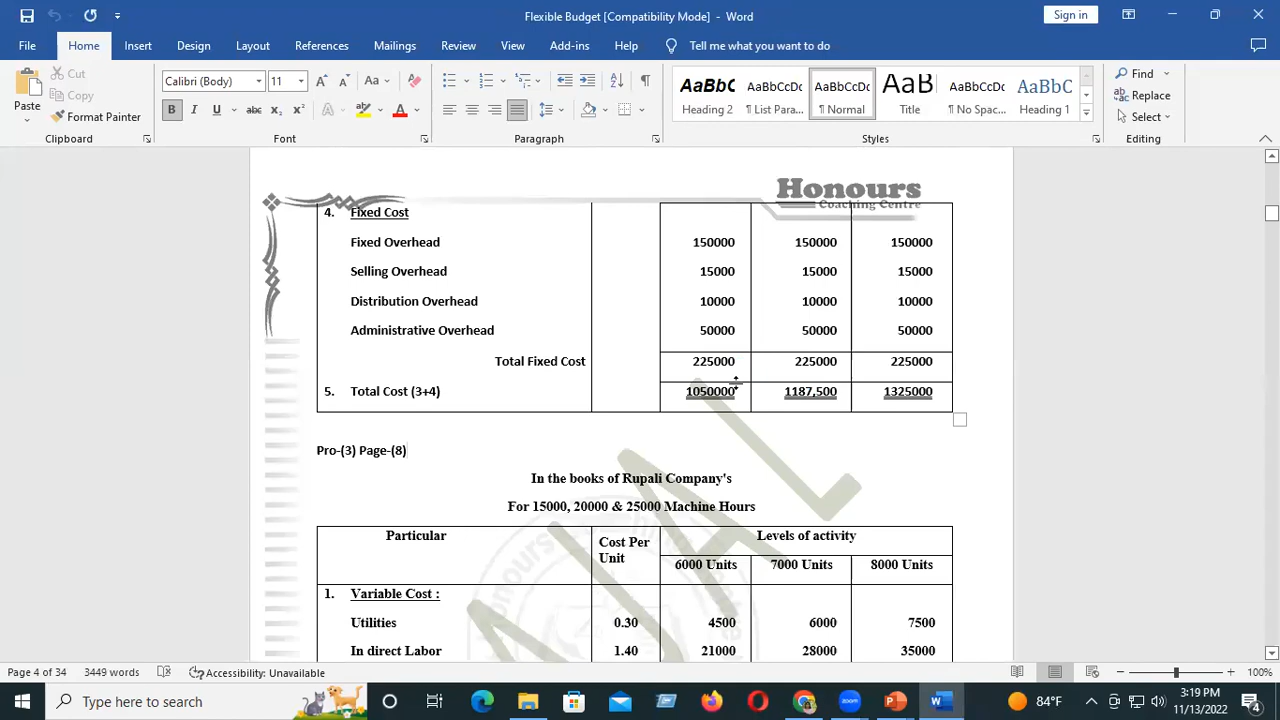 Flexible Budget [Compatibility Mode] - Word
Sign in
File Home Insert Design Layout References Mailings Review View Add-ins Help Tell me what you want to do
Paste
Cut
Copy
Format Painter
Clipboard
Calibri (Body) 11
Font
Paragraph
AaBbC AaBbCcDc AaBbCcDc AaB AaBbCcDc AaBbC
Heading 2 ¶ List Para... ¶ Normal Title ¶ No Spac... Heading 1
Styles
Find
Replace
Select
Editing
Honours
Coaching Centre
4. Fixed Cost
Fixed Overhead 150000 150000 150000
Selling Overhead 15000 15000 15000
Distribution Overhead 10000 10000 10000
Administrative Overhead 50000 50000 50000
Total Fixed Cost 225000 225000 225000
5. Total Cost (3+4) 1050000 1187,500 1325000
Pro-(3) Page-(8)
In the books of Rupali Company's
For 15000, 20000 & 25000 Machine Hours
Particular Cost Per Unit Levels of activity
6000 Units 7000 Units 8000 Units
1. Variable Cost :
Utilities 0.30 4500 6000 7500
In direct Labor 1.40 21000 28000 35000
Page 4 of 34 3449 words Accessibility: Unavailable 100%
Type here to search
84°F
3:19 PM
11/13/2022
4